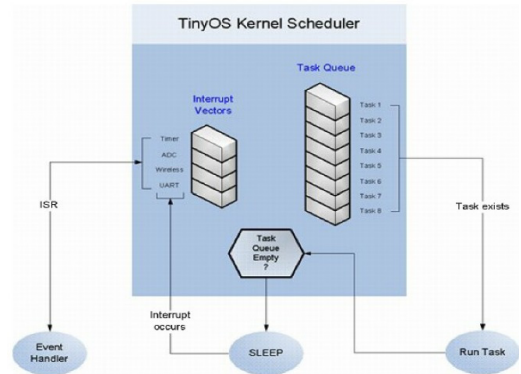 TinyOS Kernel Scheduler
Task Queue
Interrupt
Vectors
Timer
ADC
Wireless
UART
Task 1
Task 2
Task 3
Task 4
Task 5
Task 6
Task 7
Task 8
ISR
Task exists
Task
Queue
Empty
?
Interrupt
occurs
Event
Handler
SLEEP
Run Task